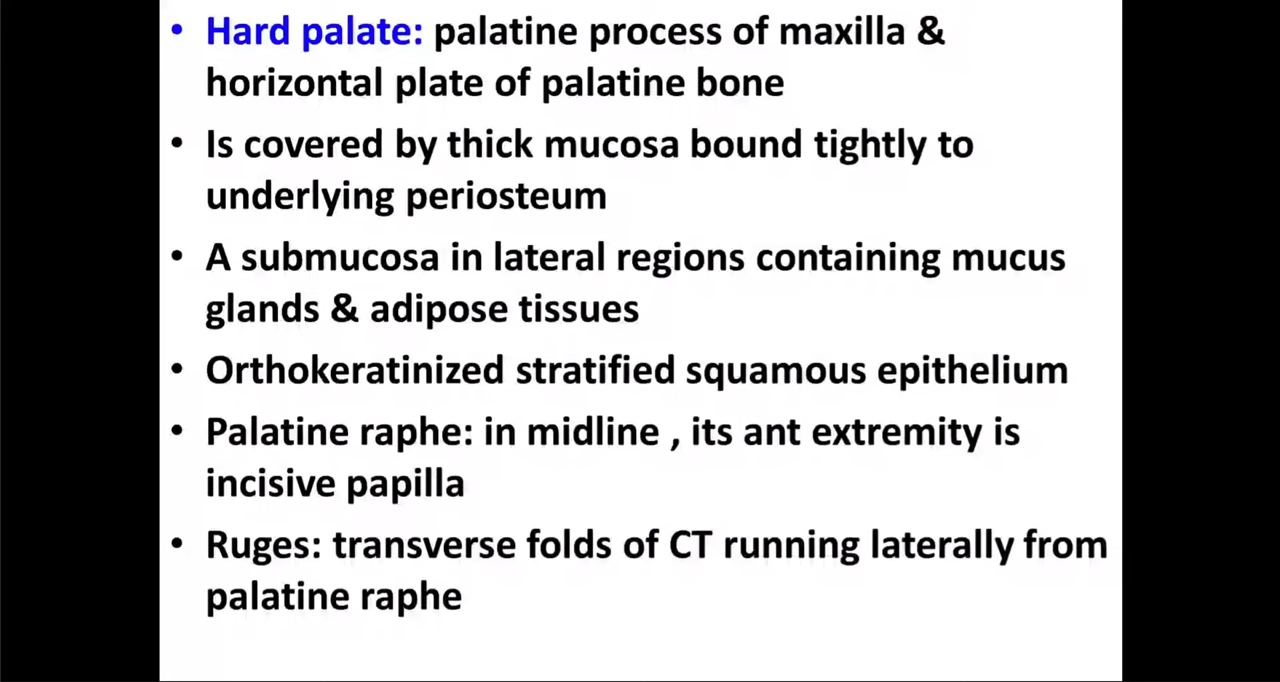 • Hard palate: palatine process of maxilla &
horizontal plate of palatine bone
• Is covered by thick mucosa bound tightly to
underlying periosteum
• A submucosa in lateral regions containing mucus
glands & adipose tissues
• Orthokeratinized stratified squamous epithelium
• Palatine raphe: in midline , its ant extremity is
incisive papilla
• Ruges: transverse folds of CT running laterally from
palatine raphe